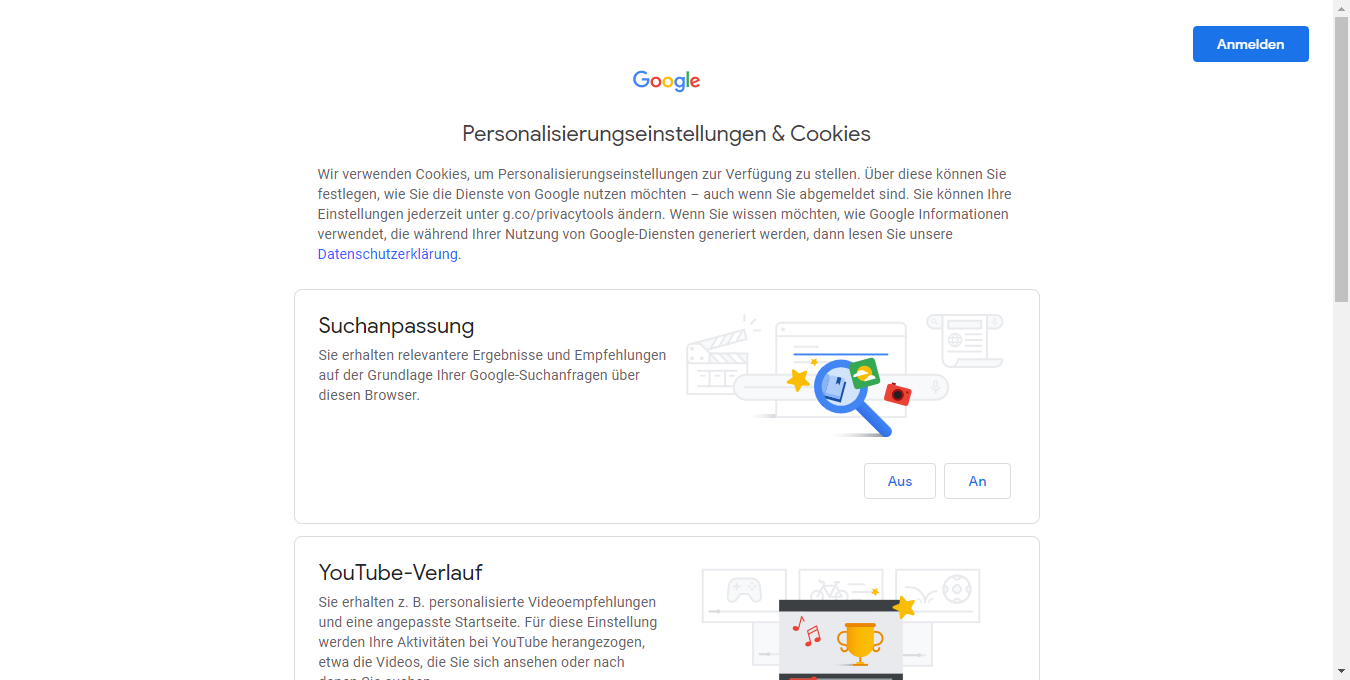 Anmelden
Google
Personalisierungseinstellungen & Cookies
Wir verwenden Cookies, um Personalisierungseinstellungen zur Verfügung zu stellen. Über diese können Sie
festlegen, wie Sie die Dienste von Google nutzen möchten – auch wenn Sie abgemeldet sind. Sie können Ihre
Einstellungen jederzeit unter g.co/privacytools ändern. Wenn Sie wissen möchten, wie Google Informationen
verwendet, die während Ihrer Nutzung von Google-Diensten generiert werden, dann lesen Sie unsere
Datenschutzerklärung.
Suchanpassung
Sie erhalten relevantere Ergebnisse und Empfehlungen
auf der Grundlage Ihrer Google-Suchanfragen über
diesen Browser.
Aus
An
YouTube-Verlauf
Sie erhalten z. B. personalisierte Videoempfehlungen
und eine angepasste Startseite. Für diese Einstellung
werden Ihre Aktivitäten bei YouTube herangezogen,
etwa die Videos, die Sie sich ansehen oder nach
denen Sie suchen.